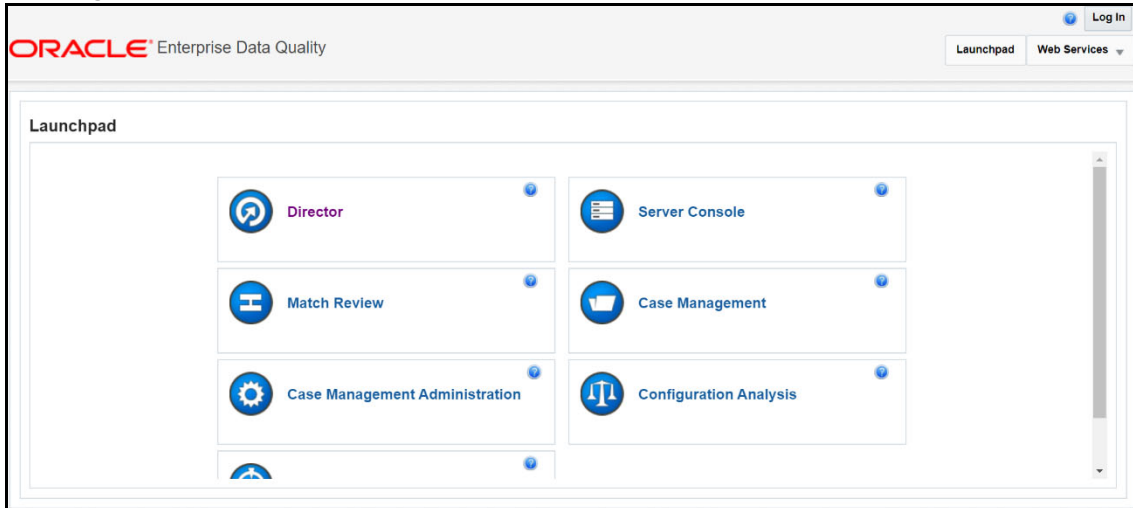 Log In
ORACLE Enterprise Data Quality
Launchpad Web Services
Launchpad
Director Server Console
Match Review Case Management
Case Management Administration Configuration Analysis